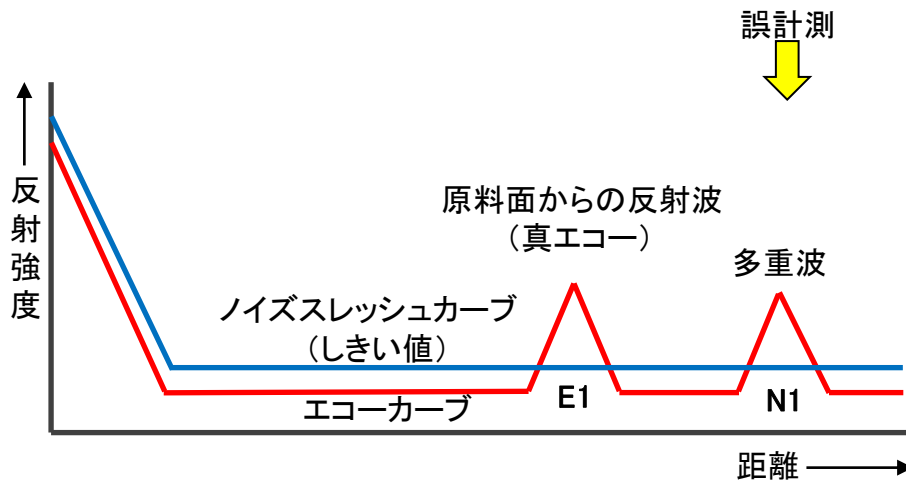 誤計測
反射強度
原料面からの反射波
（真エコー）
多重波
ノイズスレッシュカーブ
（しきい値）
エコーカーブ
E1
N1
距離